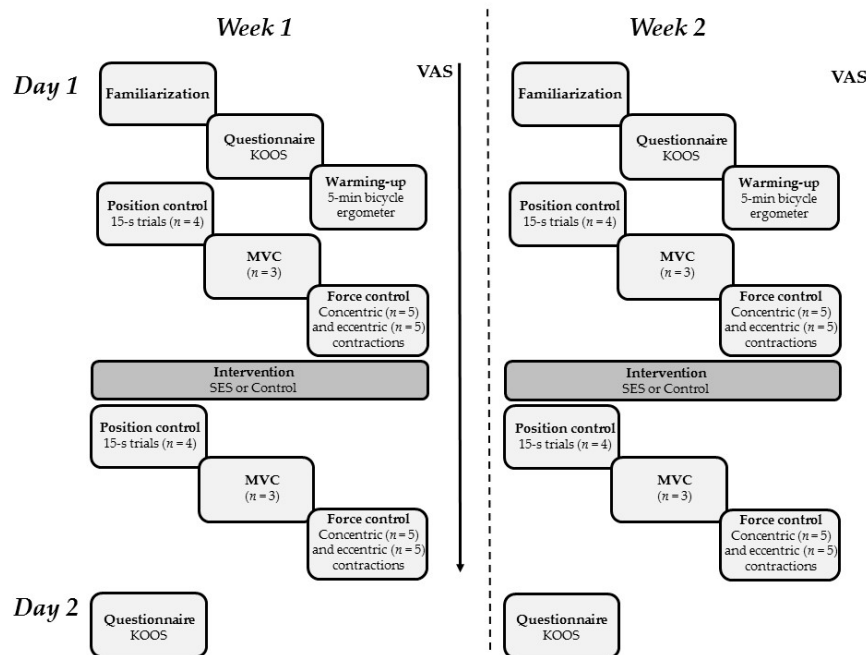 Week 1
Week 2
Day 1
VAS
VAS
Familiarization
Questionnaire
KOOS
Warming-up
5-min bicycle
ergometer
Position control
15-s trials (n = 4)
MVC
(n = 3)
Force control
Concentric (n = 5)
and eccentric (n = 5)
contractions
Intervention
SES or Control
Position control
15-s trials (n = 4)
MVC
(n = 3)
Force control
Concentric (n = 5)
and eccentric (n = 5)
contractions
Day 2
Questionnaire
KOOS
Familiarization
Questionnaire
KOOS
Warming-up
5-min bicycle
ergometer
Position control
15-s trials (n = 4)
MVC
(n = 3)
Force control
Concentric (n = 5)
and eccentric (n = 5)
contractions
Intervention
SES or Control
Position control
15-s trials (n = 4)
MVC
(n = 3)
Force control
Concentric (n = 5)
and eccentric (n = 5)
contractions
Questionnaire
KOOS